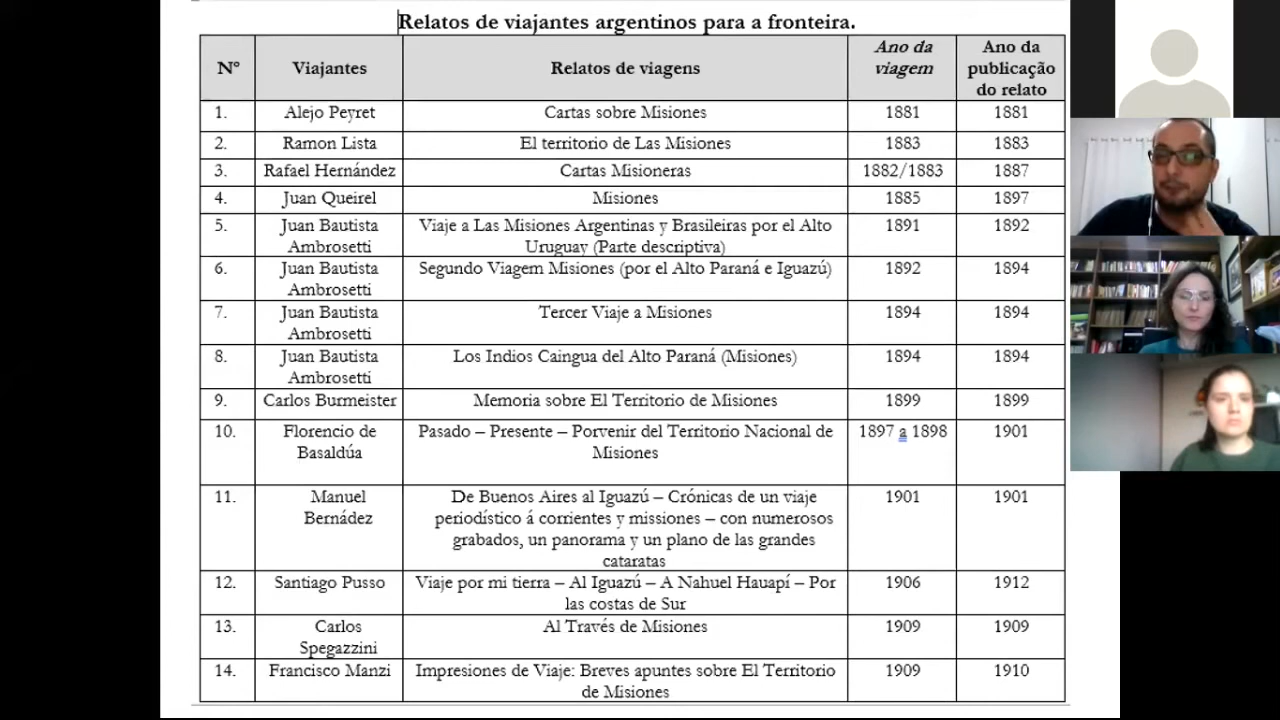 Relatos de viajantes argentinos para a fronteira.
Nº Viajantes Relatos de viagens Ano da viagem Ano da publicação do relato
1. Alejo Peyret Cartas sobre Misiones 1881 1881
2. Ramon Lista El territorio de Las Misiones 1883 1883
3. Rafael Hernández Cartas Misioneras 1882/1883 1887
4. Juan Queirel Misiones 1885 1897
5. Juan Bautista Ambrosetti Viaje a Las Misiones Argentinas y Brasileiras por el Alto Uruguay (Parte descriptiva) 1891 1892
6. Juan Bautista Ambrosetti Segundo Viagem Misiones (por el Alto Paraná e Iguazú) 1892 1894
7. Juan Bautista Ambrosetti Tercer Viaje a Misiones 1894 1894
8. Juan Bautista Ambrosetti Los Indios Caingua del Alto Paraná (Misiones) 1894 1894
9. Carlos Burmeister Memoria sobre El Territorio de Misiones 1899 1899
10. Florencio de Basaldúa Pasado – Presente – Porvenir del Territorio Nacional de Misiones 1897 a 1898 1901
11. Manuel Bernádez De Buenos Aires al Iguazú – Crónicas de un viaje periodístico á corrientes y missiones – con numerosos grabados, un panorama y un plano de las grandes cataratas 1901 1901
12. Santiago Pusso Viaje por mi tierra – Al Iguazú – A Nahuel Hauapí – Por las costas de Sur 1906 1912
13. Carlos Spegazzini Al Través de Misiones 1909 1909
14. Francisco Manzi Impresiones de Viaje: Breves apuntes sobre El Territorio de Misiones 1909 1910